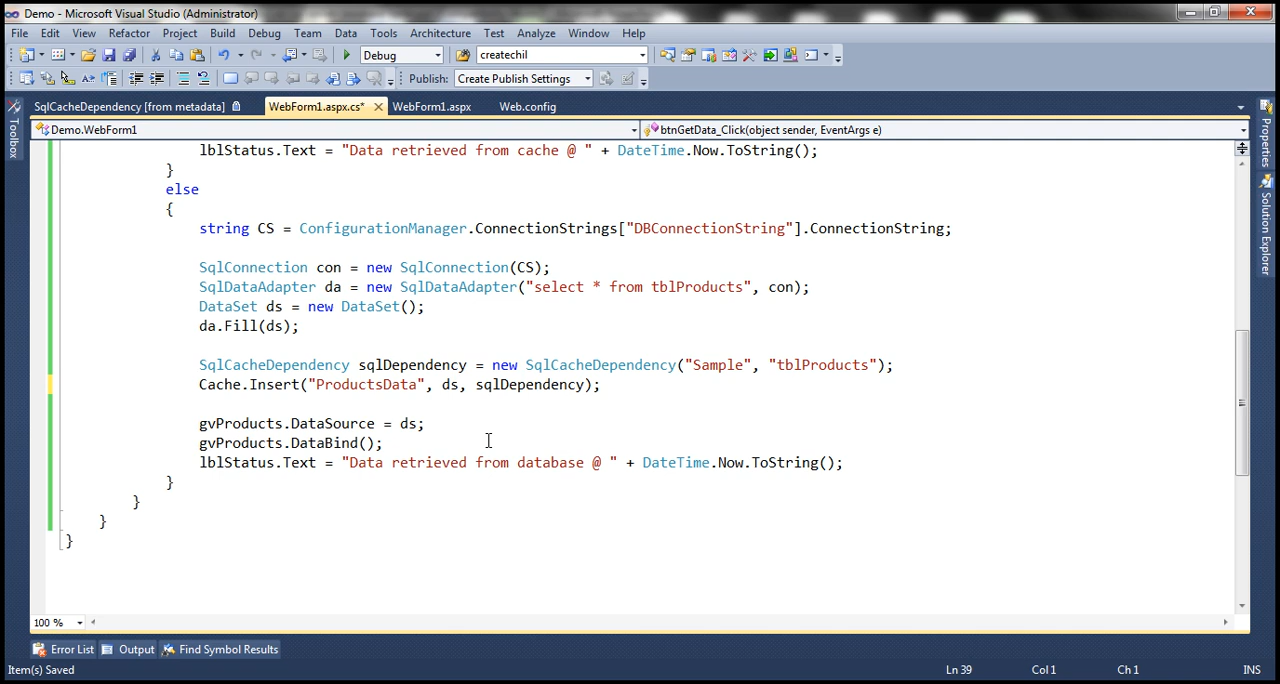 Demo - Microsoft Visual Studio (Administrator)
File Edit View Refactor Project Build Debug Team Data Tools Architecture Test Analyze Window Help
Debug createchil
Publish: Create Publish Settings
SqlCacheDependency [from metadata] WebForm1.aspx.cs* WebForm1.aspx Web.config
Demo.WebForm1 btnGetData_Click(object sender, EventArgs e)
Toolbox
Properties
Solution Explorer
lblStatus.Text = "Data retrieved from cache @ " + DateTime.Now.ToString();
}
else
{
string CS = ConfigurationManager.ConnectionStrings["DBConnectionString"].ConnectionString;
SqlConnection con = new SqlConnection(CS);
SqlDataAdapter da = new SqlDataAdapter("select * from tblProducts", con);
DataSet ds = new DataSet();
da.Fill(ds);
SqlCacheDependency sqlDependency = new SqlCacheDependency("Sample", "tblProducts");
Cache.Insert("ProductsData", ds, sqlDependency);
gvProducts.DataSource = ds;
gvProducts.DataBind();
lblStatus.Text = "Data retrieved from database @ " + DateTime.Now.ToString();
}
}
}
}
100 %
Error List Output Find Symbol Results
Item(s) Saved Ln 39 Col 1 Ch 1 INS